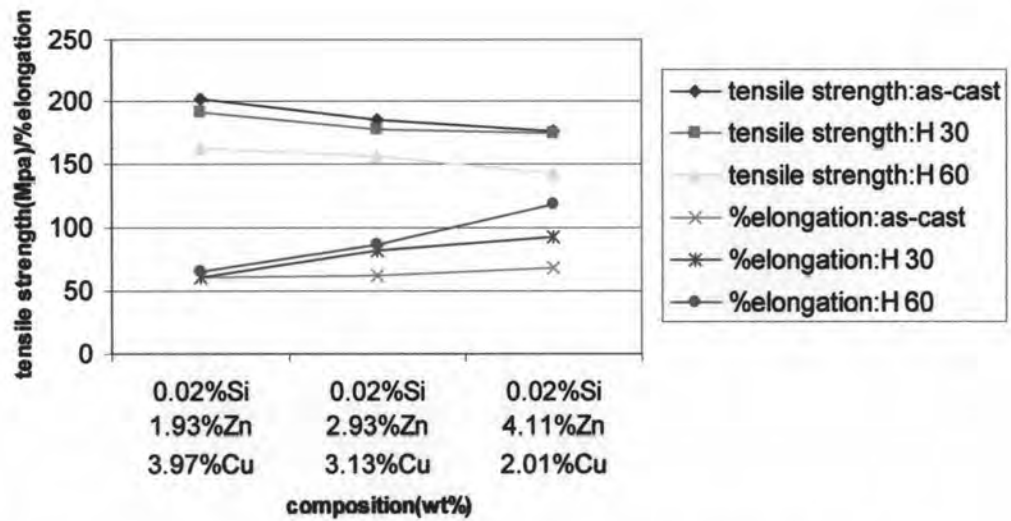 tensile strength(Mpa)/%elongation
250
200
150
100
50
0
0.02%Si 0.02%Si 0.02%Si
1.93%Zn 2.93%Zn 4.11%Zn
3.97%Cu 3.13%Cu 2.01%Cu
composition(wt%)
tensile strength:as-cast
tensile strength:H 30
tensile strength:H 60
%elongation:as-cast
%elongation:H 30
%elongation:H 60